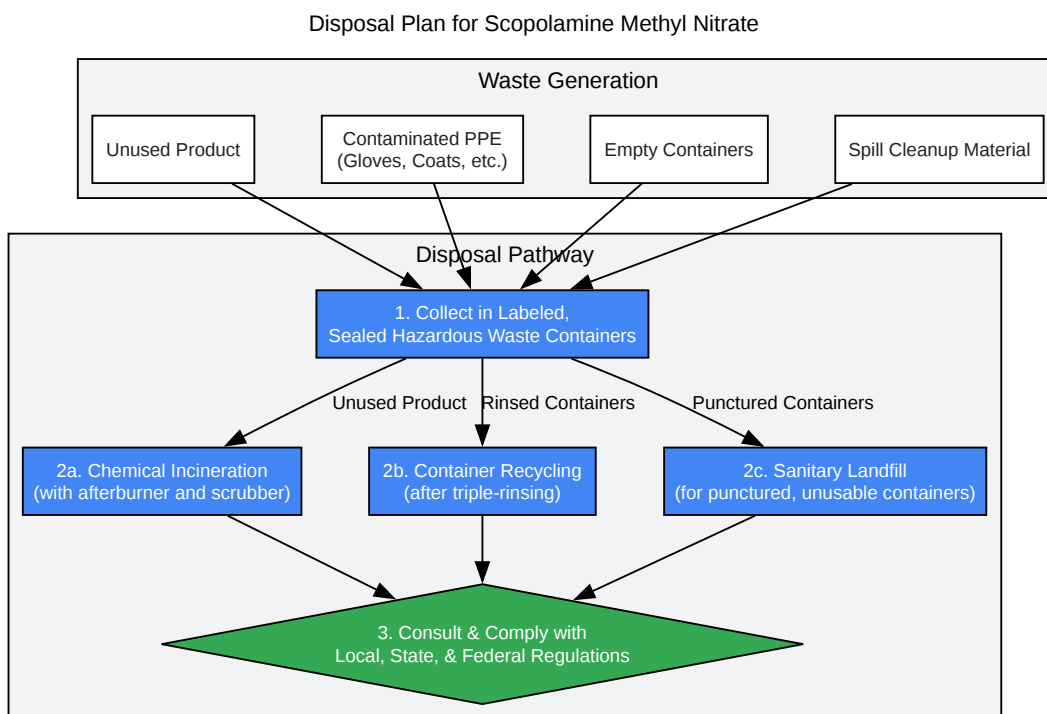 Disposal Plan for Scopolamine Methyl Nitrate
Waste Generation
Unused Product
Contaminated PPE
(Gloves, Coats, etc.)
Empty Containers
Spill Cleanup Material
Disposal Pathway
1. Collect in Labeled,
Sealed Hazardous Waste Containers
Unused Product
Rinsed Containers
Punctured Containers
2a. Chemical Incineration
(with afterburner and scrubber)
2b. Container Recycling
(after triple-rinsing)
2c. Sanitary Landfill
(for punctured, unusable containers)
3. Consult & Comply with
Local, State, & Federal Regulations